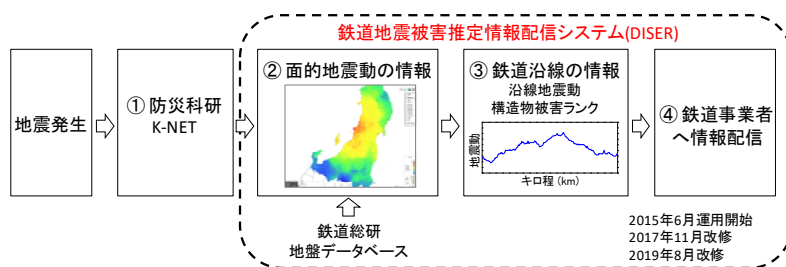 鉄道地震被害推定情報配信システム(DISER)
地震発生
① 防災科研
K-NET
② 面的地震動の情報
鉄道総研
地盤データベース
③ 鉄道沿線の情報
沿線地震動
構造物被害ランク
地震動
キロ程 (km)
④ 鉄道事業者
へ情報配信
2015年6月運用開始
2017年11月改修
2019年8月改修